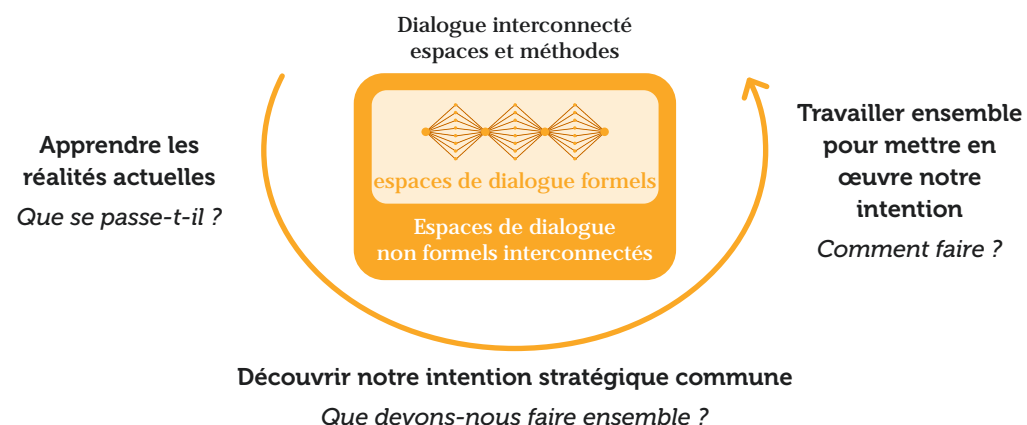 Dialogue interconnecté
espaces et méthodes
espaces de dialogue formels
Espaces de dialogue
non formels interconnectés
Apprendre les
réalités actuelles
Que se passe-t-il ?
Découvrir notre intention stratégique commune
Que devons-nous faire ensemble ?
Travailler ensemble
pour mettre en
œuvre notre
intention
Comment faire ?